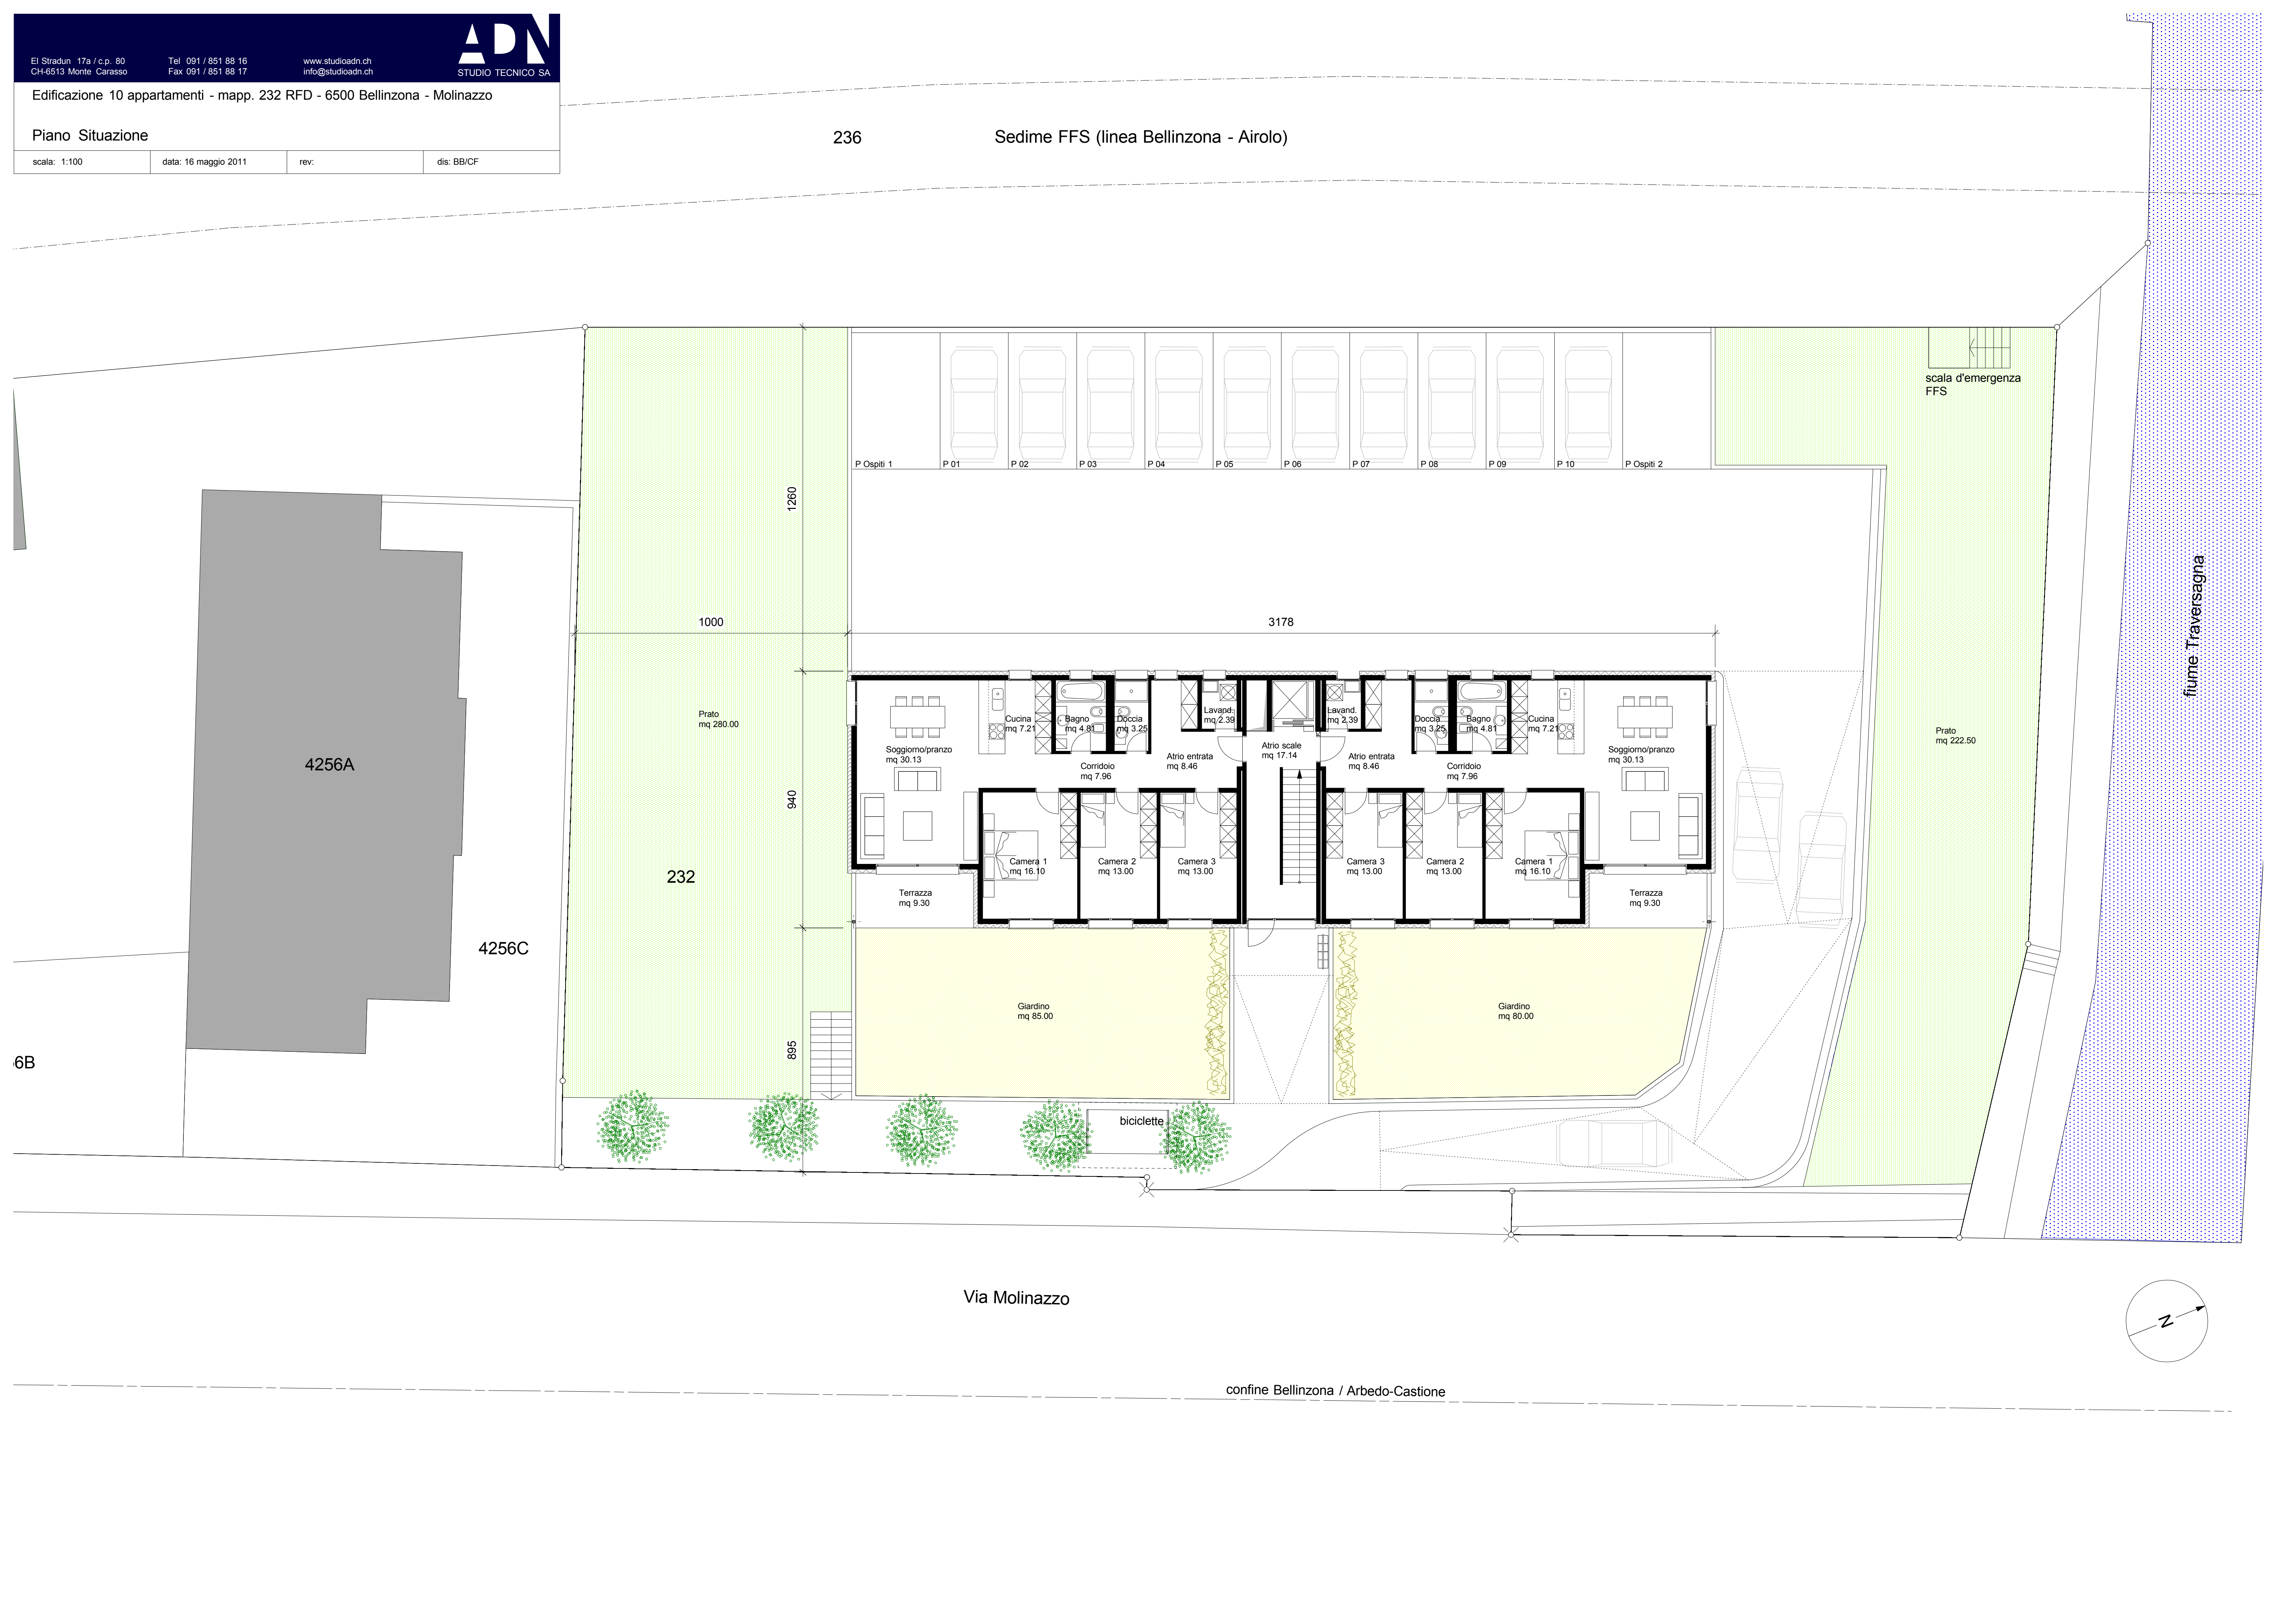 ADN
STUDIO TECNICO SA
El Stradun 17a / c.p. 80
CH-6513 Monte Carasso
Tel 091 / 851 88 16
Fax 091 / 851 88 17
www.studioadn.ch
info@studioadn.ch
Edificazione 10 appartamenti - mapp. 232 RFD - 6500 Bellinzona - Molinazzo
Piano Situazione
scala: 1:100
data: 16 maggio 2011
rev:
dis: BB/CF
236
Sedime FFS (linea Bellinzona - Airolo)
scala d'emergenza
FFS
P Ospiti 1
P 01
P 02
P 03
P 04
P 05
P 06
P 07
P 08
P 09
P 10
P Ospiti 2
1260
1000
3178
fiume Traversagna
Prato
mq 280.00
Cucina
mq 7.21
Bagno
mq 4.81
Doccia
mq 3.25
Lavand.
mq 2.39
Lavand.
mq 2.39
Doccia
mq 3.25
Bagno
mq 4.81
Cucina
mq 7.21
Prato
mq 222.50
Soggiorno/pranzo
mq 30.13
Corridoio
mq 7.96
Atrio entrata
mq 8.46
Atrio scale
mq 17.14
Atrio entrata
mq 8.46
Corridoio
mq 7.96
Soggiorno/pranzo
mq 30.13
4256A
940
Camera 1
mq 16.10
Camera 2
mq 13.00
Camera 3
mq 13.00
Camera 3
mq 13.00
Camera 2
mq 13.00
Camera 1
mq 16.10
232
Terrazza
mq 9.30
Terrazza
mq 9.30
4256C
Giardino
mq 85.00
Giardino
mq 80.00
895
6B
biciclette
Via Molinazzo
N
confine Bellinzona / Arbedo-Castione